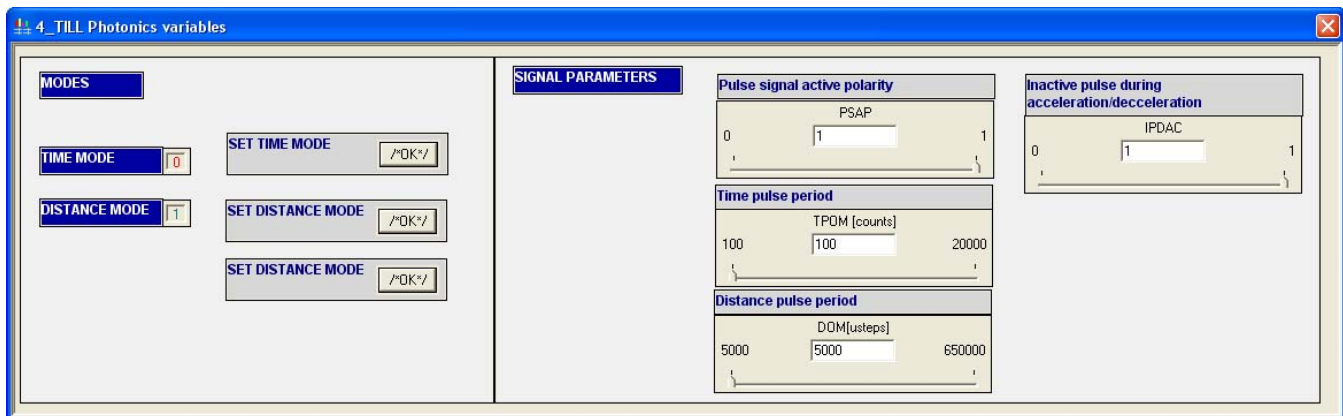 4_TILL Photonics variables
MODES
TIME MODE 0
DISTANCE MODE 1
SET TIME MODE /*OK*/
SET DISTANCE MODE /*OK*/
SET DISTANCE MODE /*OK*/
SIGNAL PARAMETERS
Pulse signal active polarity
PSAP
0 1 1
Time pulse period
TPOM [counts]
100 100 20000
Distance pulse period
DOM[usteps]
5000 5000 650000
Inactive pulse during
acceleration/decceleration
IPDAC
0 1 1